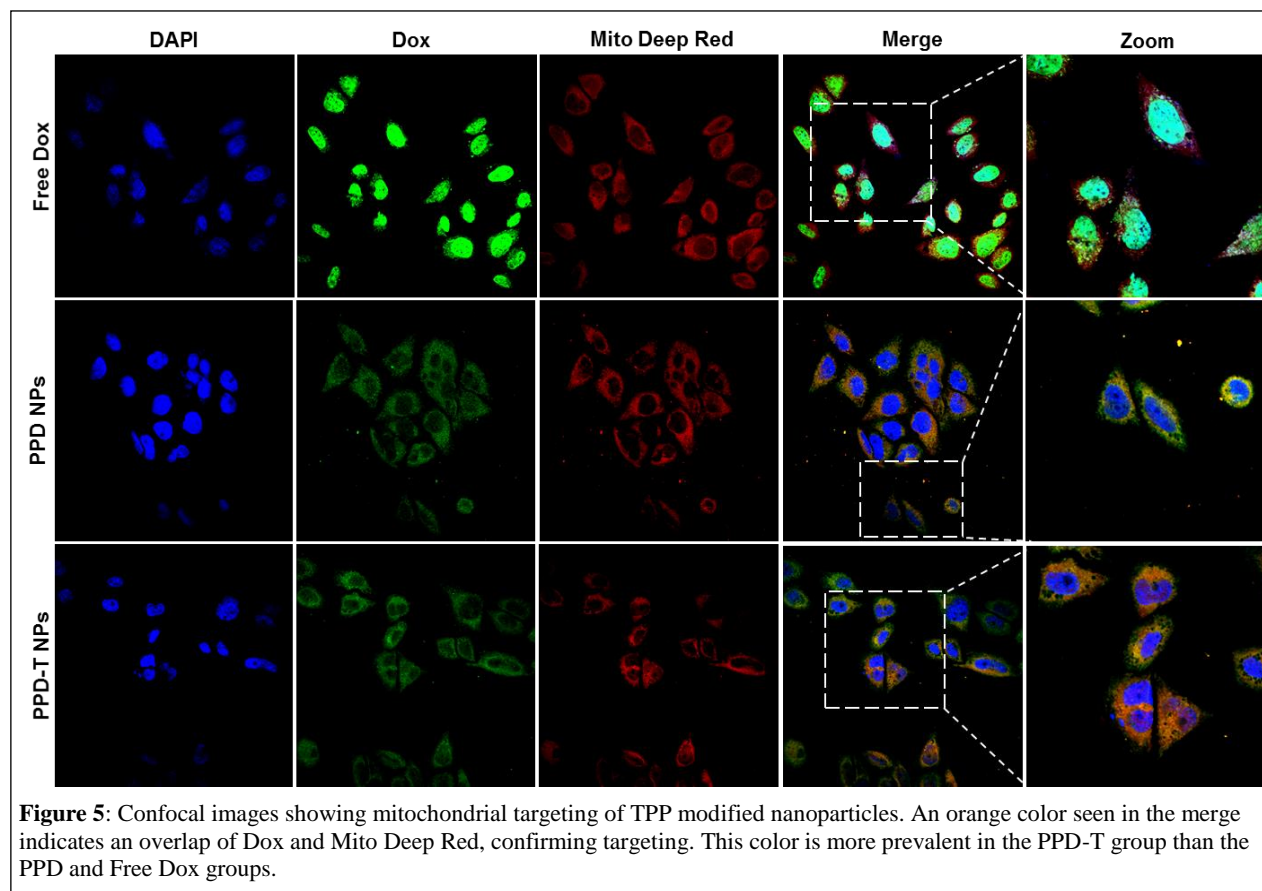 DAPI Dox Mito Deep Red Merge Zoom
Free Dox
PPD NPs
PPD-T NPs
Figure 5: Confocal images showing mitochondrial targeting of TPP modified nanoparticles. An orange color seen in the merge
indicates an overlap of Dox and Mito Deep Red, confirming targeting. This color is more prevalent in the PPD-T group than the
PPD and Free Dox groups.